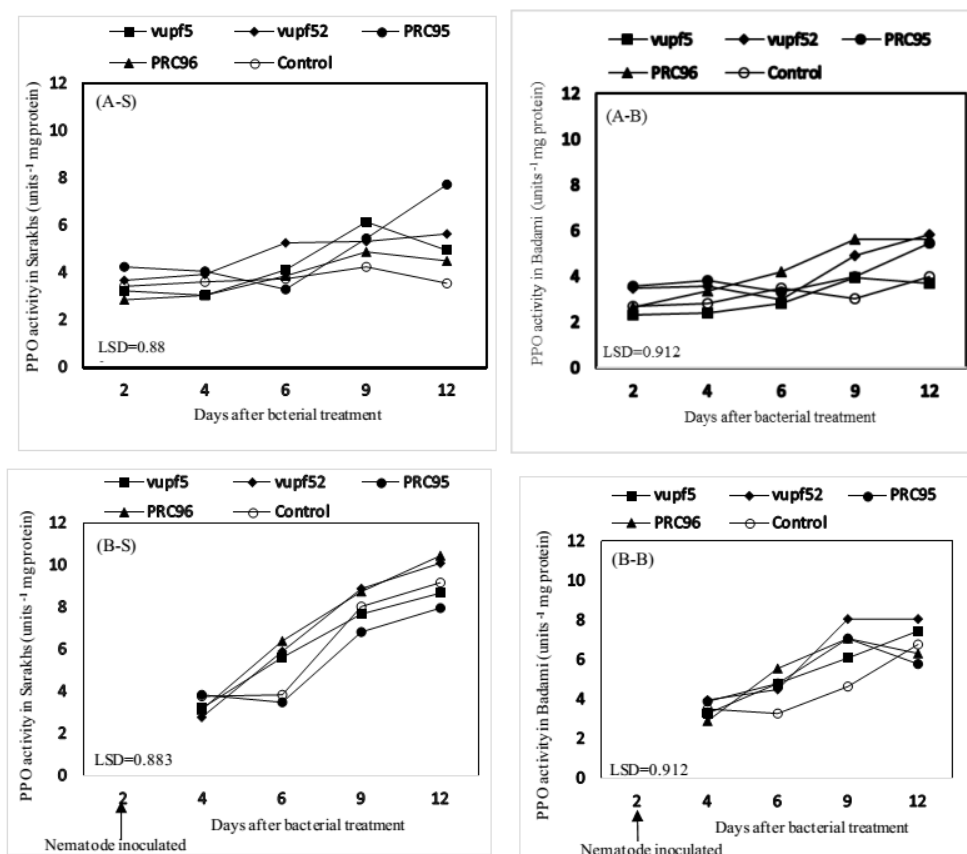 vupf5 vupf52 PRC95
PRC96 Control
PPO activity in Sarakhs (units ⁻¹ mg protein)
12
10
8
6
4
2
0
(A-S)
LSD=0.88
2 4 6 9 12
Days after bcterial treatment
vupf5 vupf52 PRC95
PRC96 Control
PPO activity in Badami (units ⁻¹ mg protein)
12
10
8
6
4
2
0
(A-B)
LSD=0.912
2 4 6 9 12
Days after bacterial treatment
vupf5 vupf52 PRC95
PRC96 Control
PPO activity in Sarakhs (units ⁻¹ mg protein)
12
10
8
6
4
2
0
(B-S)
LSD=0.883
2 4 6 9 12
Days after bacterial treatment
Nematode inoculated
vupf5 vupf52 PRC95
PRC96 Control
PPO activity in Badami (units ⁻¹ mg protein)
12
10
8
6
4
2
0
(B-B)
LSD=0.912
2 4 6 9 12
Days after bacterial treatment
Nematode inoculated